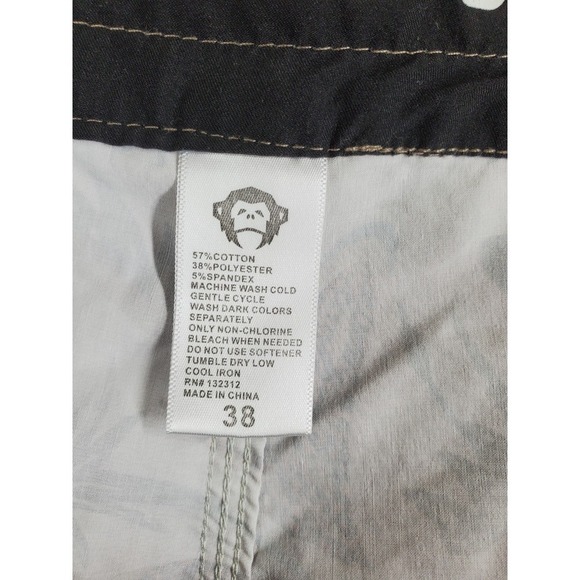 57%COTTON
38%POLYESTER
5%SPANDEX
MACHINE WASH COLD
GENTLE CYCLE
WASH DARK COLORS
SEPARATELY
ONLY NON-CHLORINE
BLEACH WHEN NEEDED
DO NOT USE SOFTENER
TUMBLE DRY LOW
COOL IRON
RN# 132312
MADE IN CHINA
38